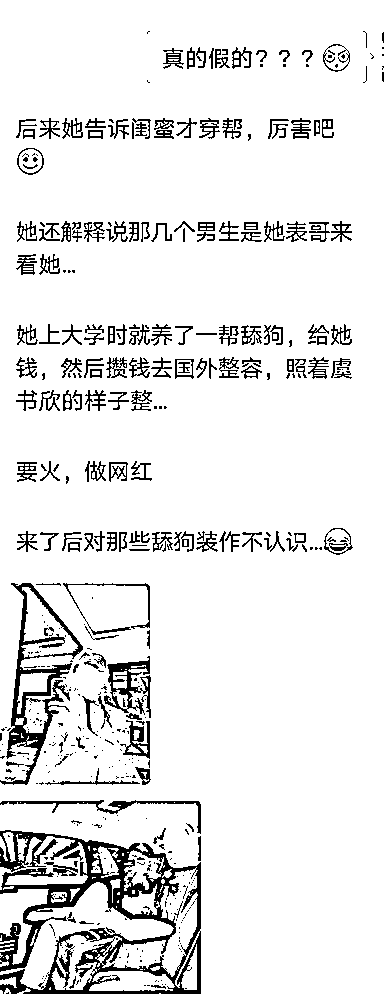 真的假的？？？
后来她告诉闺蜜才穿帮，厉害吧
她还解释说那几个男生是她表哥来
看她...
她上大学时就养了一帮舔狗，给她
钱，然后攒钱去国外整容，照着虞
书欣的样子整...
要火，做网红
来了后对那些舔狗装作不认识...